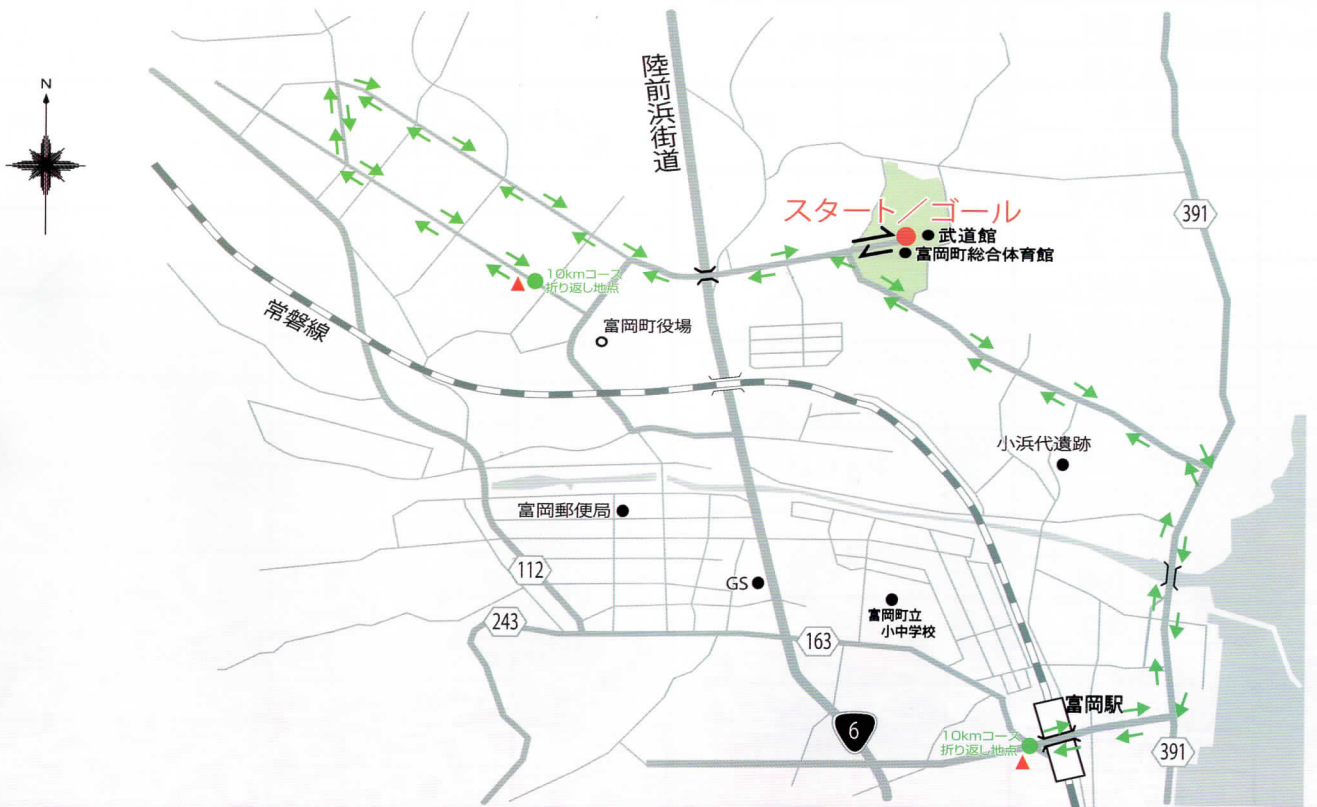 N
陸前浜街道
391
スタート／ゴール
武道館
富岡町総合体育館
10kmコース
折り返し地点
常磐線
富岡町役場
小浜代遺跡
富岡郵便局
112
GS
富岡町立
小中学校
243
163
富岡駅
6
10kmコース
折り返し地点
391